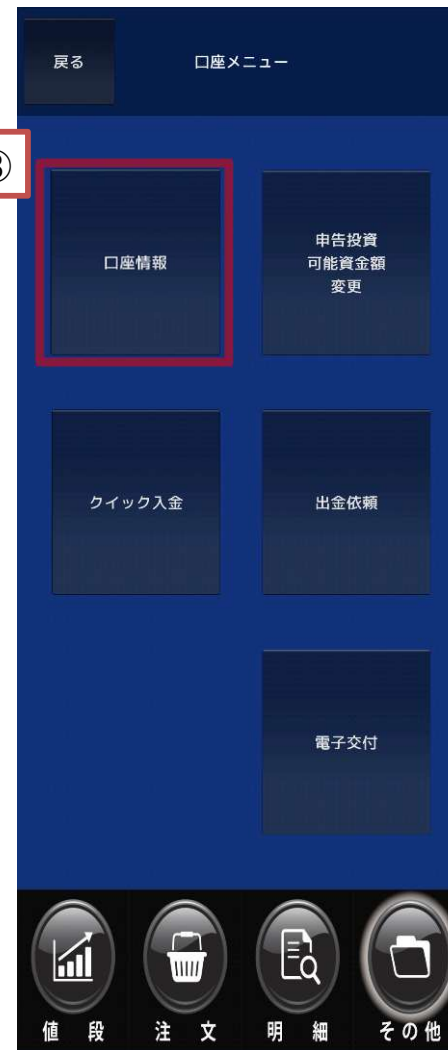 戻る
口座メニュー
口座情報
申告投資
可能資金額
変更
クイック入金
出金依頼
電子交付
値 段
注 文
明 細
その他